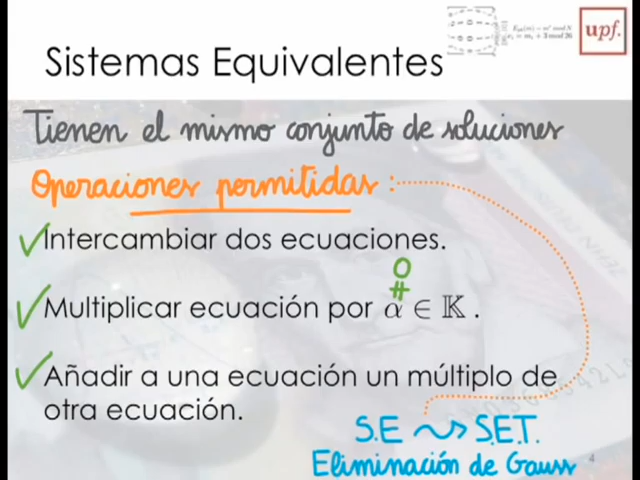 upf.
Sistemas Equivalentes
Tienen el mismo conjunto de soluciones
Operaciones permitidas:
Intercambiar dos ecuaciones.
0
≠
Multiplicar ecuación por α ∈ 𝕂.
Añadir a una ecuación un múltiplo de
otra ecuación.
S.E ⇝ S.E.T.
Eliminación de Gauss
4